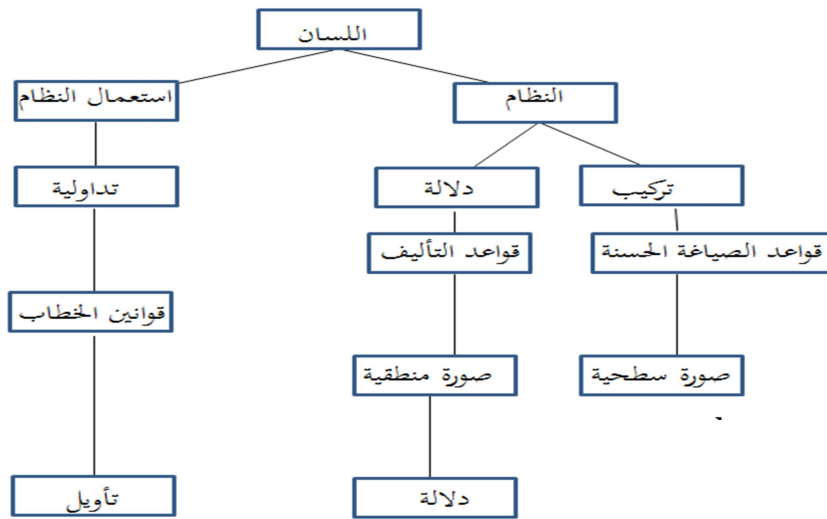 اللسان
النظام
استعمال النظام
تركيب
دلالة
تداولية
قواعد الصياغة الحسنة
قواعد التأليف
قوانين الخطاب
صورة سطحية
صورة منطقية
دلالة
تأويل